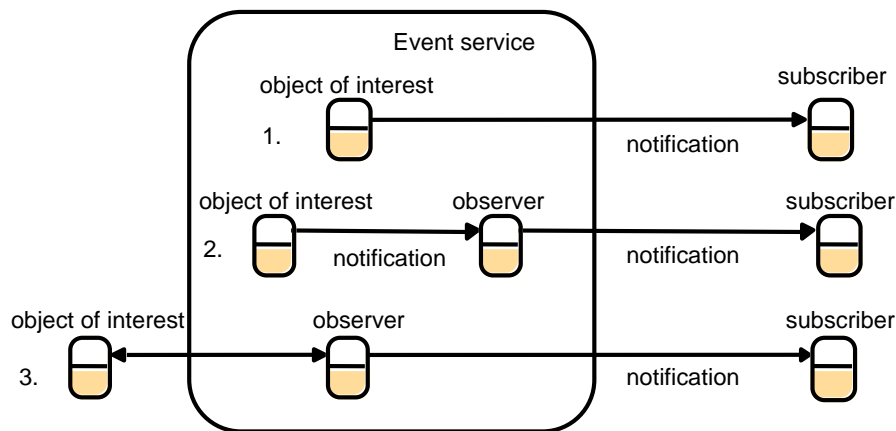 Event service
object of interest
subscriber
1.
notification
object of interest
observer
subscriber
2.
notification
notification
object of interest
observer
subscriber
3.
notification